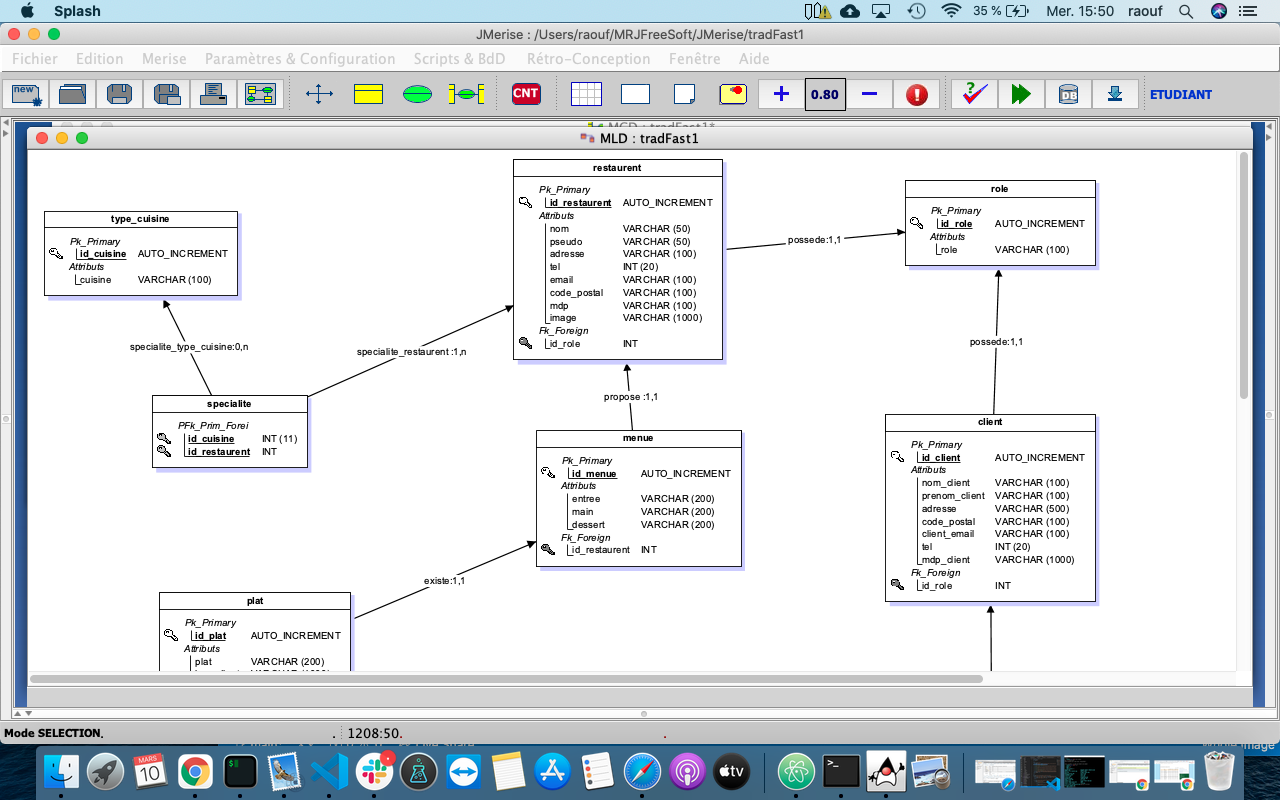 Splash
35 %
Mer. 15:50
raouf
JMerise : /Users/raouf/MRJFreeSoft/JMerise/tradFast1
Fichier
Edition
Merise
Paramètres & Configuration
Scripts & BdD
Rétro-Conception
Fenêtre
Aide
new
CNT
0.80
DB
ETUDIANT
MLD : tradFast1
restaurent
Pk_Primary
id_restaurent AUTO_INCREMENT
Attributs
nom VARCHAR (50)
pseudo VARCHAR (50)
adresse VARCHAR (100)
tel INT (20)
email VARCHAR (100)
code_postal VARCHAR (100)
mdp VARCHAR (100)
image VARCHAR (1000)
Fk_Foreign
id_role INT
role
Pk_Primary
id_role AUTO_INCREMENT
Attributs
role VARCHAR (100)
type_cuisine
Pk_Primary
id_cuisine AUTO_INCREMENT
Attributs
cuisine VARCHAR (100)
possede:1,1
specialite_type_cuisine:0,n
specialite_restaurent :1,n
possede:1,1
specialite
PFk_Prim_Forei
id_cuisine INT (11)
id_restaurent INT
propose :1,1
menue
Pk_Primary
id_menue AUTO_INCREMENT
Attributs
entree VARCHAR (200)
main VARCHAR (200)
dessert VARCHAR (200)
Fk_Foreign
id_restaurent INT
client
Pk_Primary
id_client AUTO_INCREMENT
Attributs
nom_client VARCHAR (100)
prenom_client VARCHAR (100)
adresse VARCHAR (500)
code_postal VARCHAR (100)
client_email VARCHAR (100)
tel INT (20)
mdp_client VARCHAR (1000)
Fk_Foreign
id_role INT
existe:1,1
plat
Pk_Primary
id_plat AUTO_INCREMENT
Attributs
plat VARCHAR (200)
Mode SELECTION.
1208:50.
MARS
10
tv